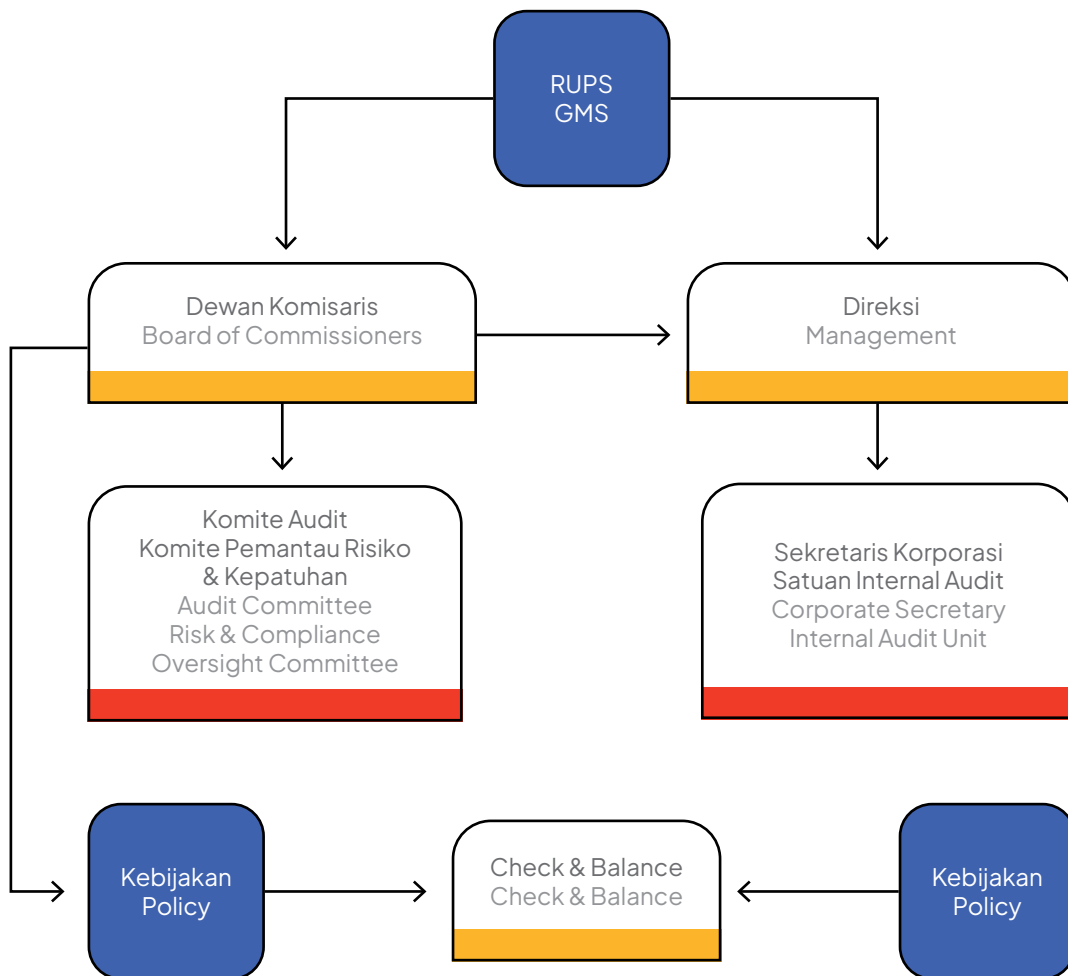 RUPS
GMS
Dewan Komisaris
Board of Commissioners
Direksi
Management
Komite Audit
Komite Pemantau Risiko
& Kepatuhan
Audit Committee
Risk & Compliance
Oversight Committee
Sekretaris Korporasi
Satuan Internal Audit
Corporate Secretary
Internal Audit Unit
Kebijakan
Policy
Check & Balance
Check & Balance
Kebijakan
Policy